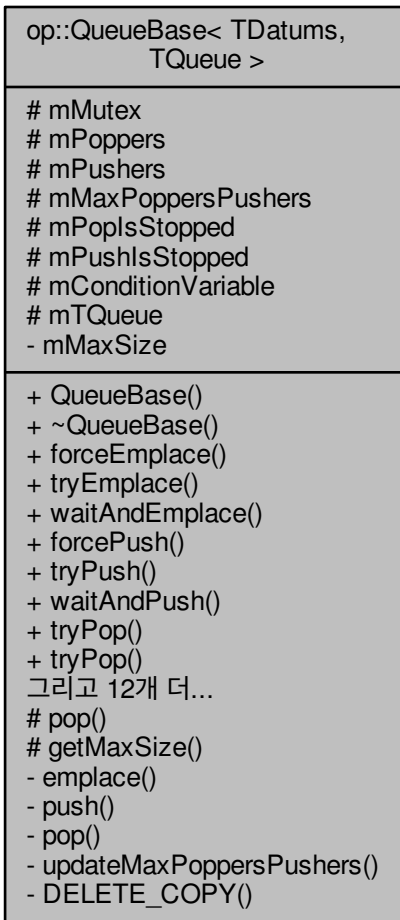 op::QueueBase< TDatums,
TQueue >
# mMutex
# mPoppers
# mPushers
# mMaxPoppersPushers
# mPopIsStopped
# mPushIsStopped
# mConditionVariable
# mTQueue
- mMaxSize
+ QueueBase()
+ ~QueueBase()
+ forceEmplace()
+ tryEmplace()
+ waitAndEmplace()
+ forcePush()
+ tryPush()
+ waitAndPush()
+ tryPop()
+ tryPop()
그리고 12개 더...
# pop()
# getMaxSize()
- emplace()
- push()
- pop()
- updateMaxPoppersPushers()
- DELETE_COPY()